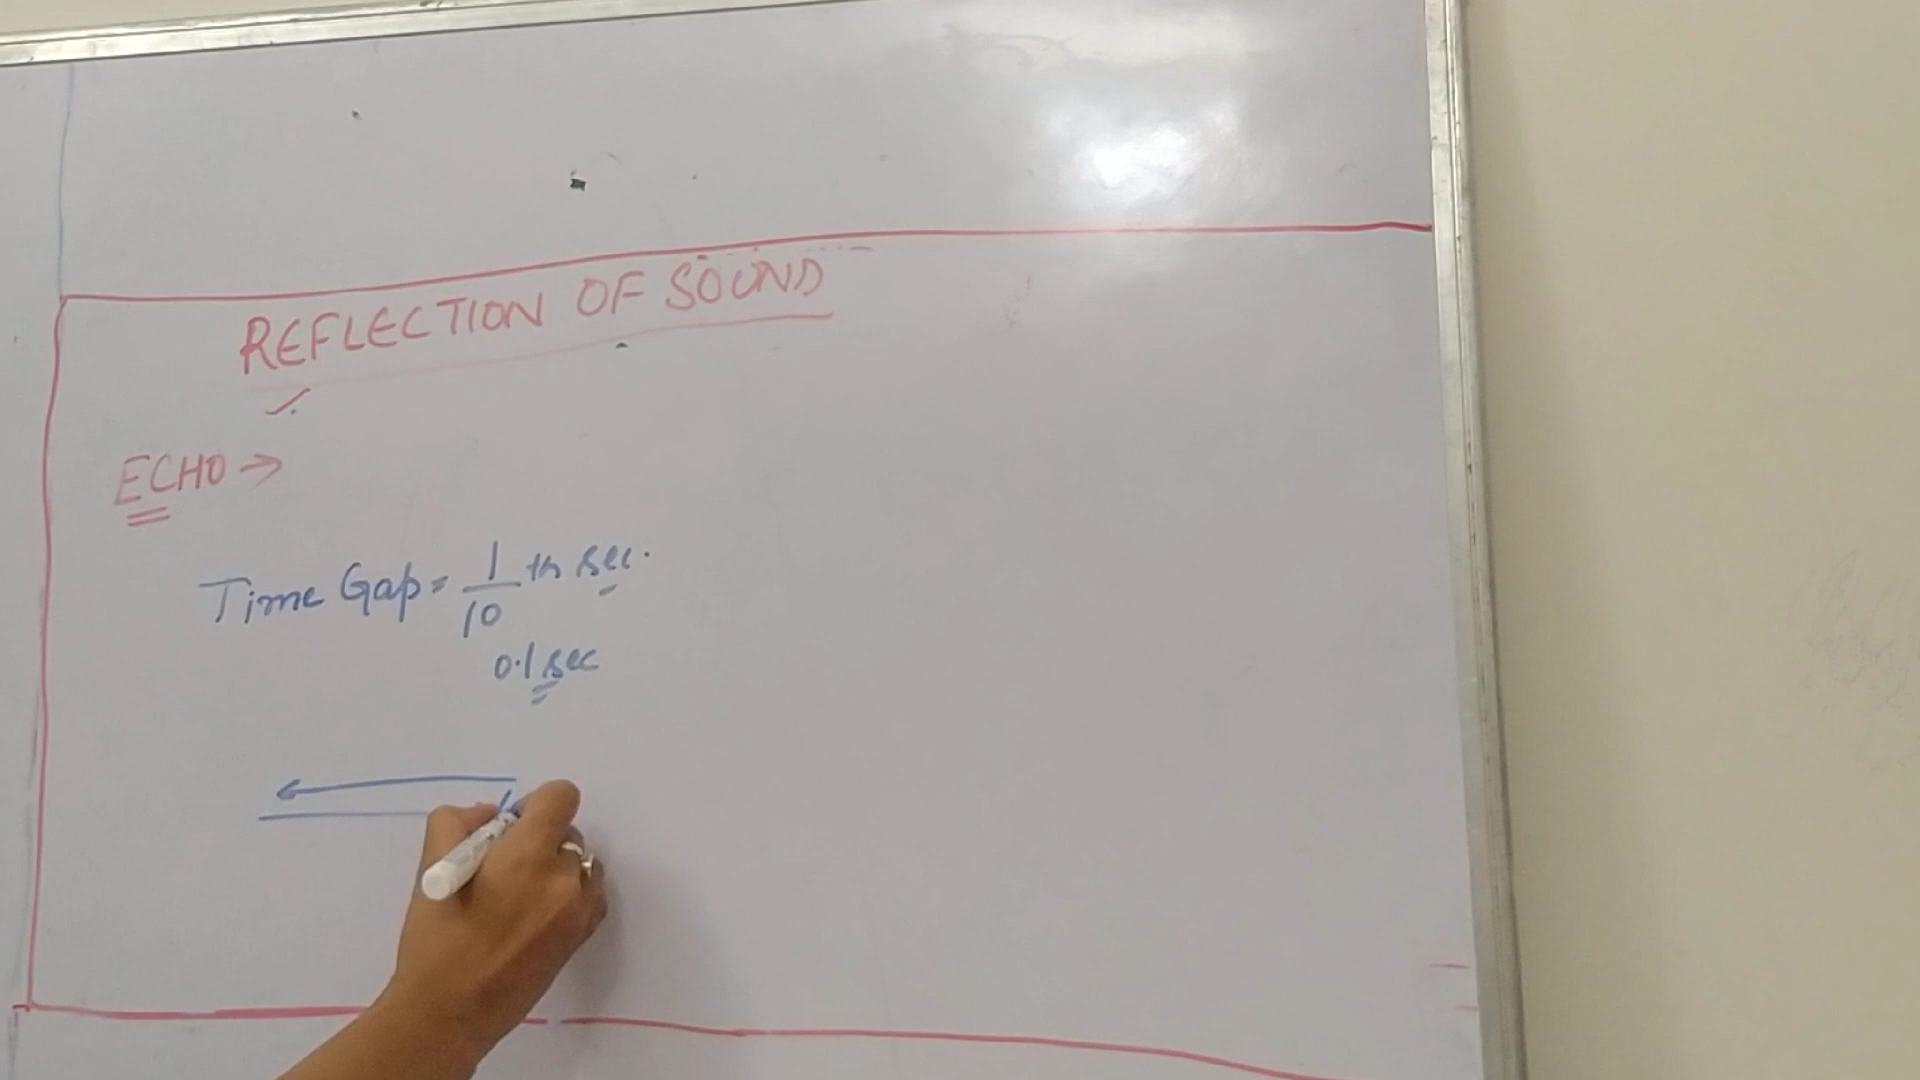 REFLECTION OF SOUND
ECHO →
Time Gap = 1/10 th sec.
0.1 sec